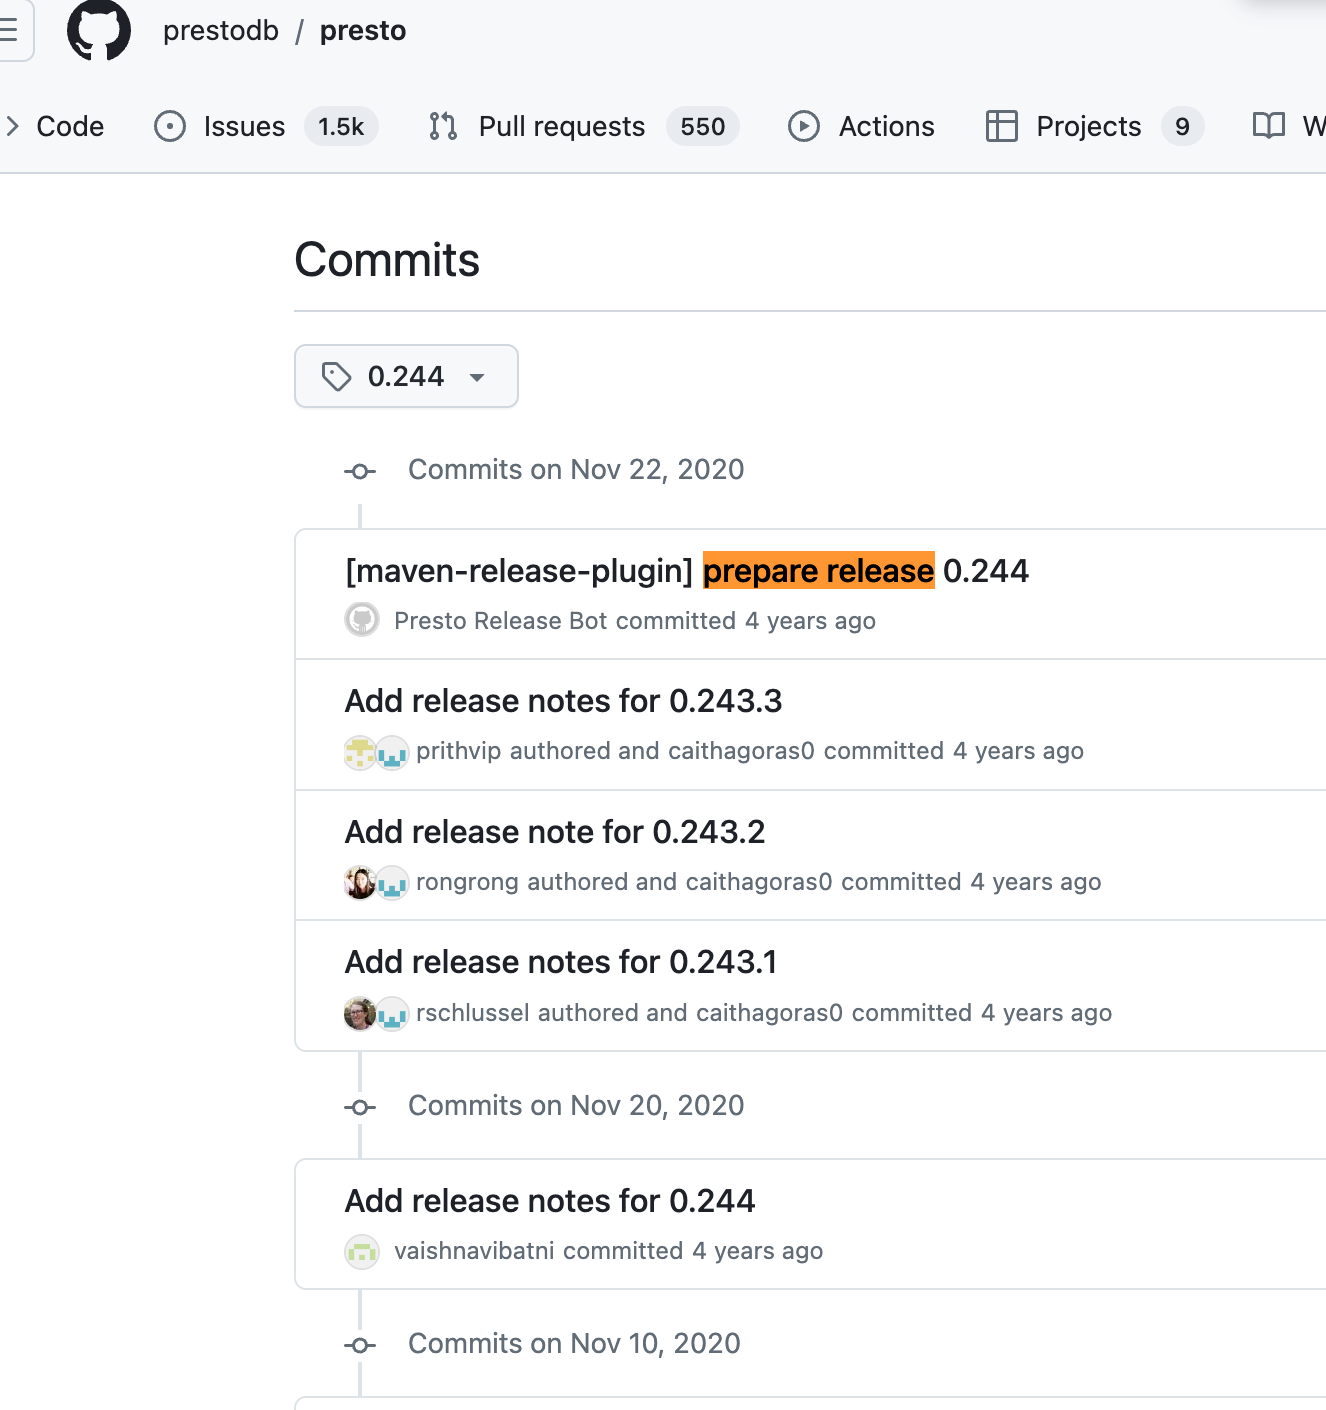 prestodb / presto
Code Issues 1.5k Pull requests 550 Actions Projects 9 W
Commits
0.244
Commits on Nov 22, 2020
[maven-release-plugin] prepare release 0.244
Presto Release Bot committed 4 years ago
Add release notes for 0.243.3
prithvip authored and caithagoras0 committed 4 years ago
Add release note for 0.243.2
rongrong authored and caithagoras0 committed 4 years ago
Add release notes for 0.243.1
rschlussel authored and caithagoras0 committed 4 years ago
Commits on Nov 20, 2020
Add release notes for 0.244
vaishnavibatni committed 4 years ago
Commits on Nov 10, 2020